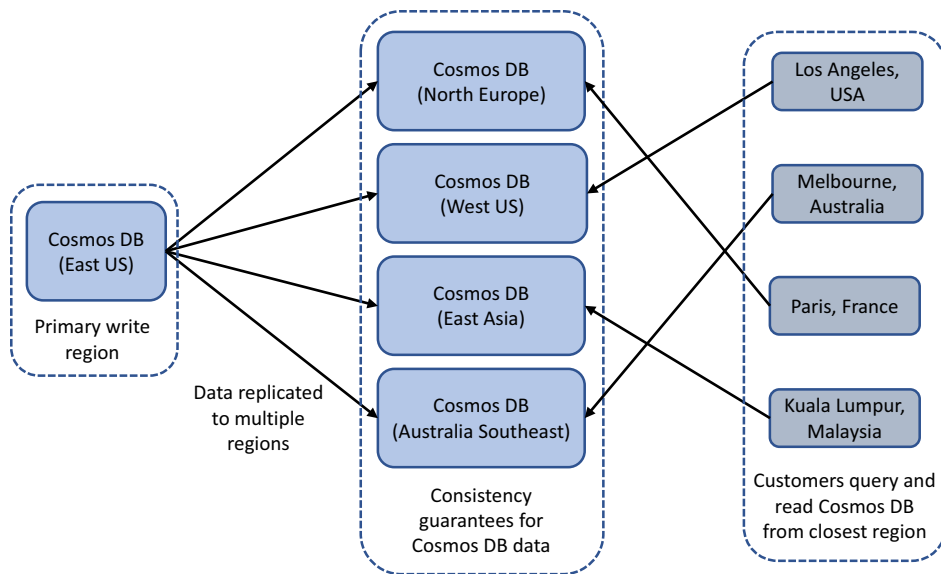 Cosmos DB
(East US)
Primary write
region
Data replicated
to multiple
regions
Cosmos DB
(North Europe)
Cosmos DB
(West US)
Cosmos DB
(East Asia)
Cosmos DB
(Australia Southeast)
Consistency
guarantees for
Cosmos DB data
Los Angeles,
USA
Melbourne,
Australia
Paris, France
Kuala Lumpur,
Malaysia
Customers query and
read Cosmos DB
from closest region